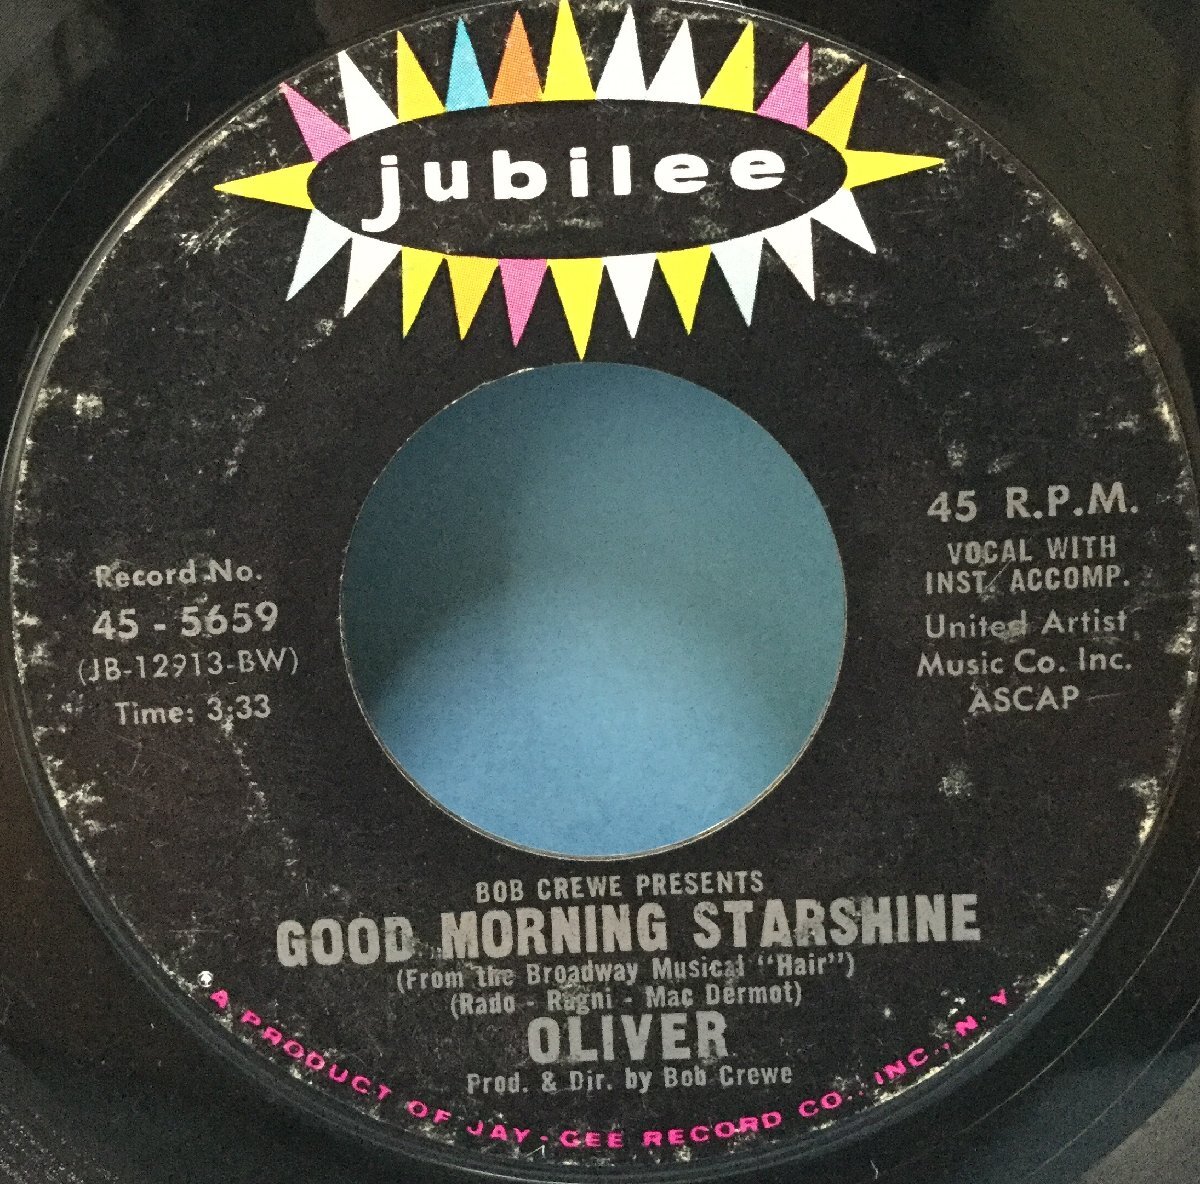 jubilee
Record No.
45 - 5659
(JB-12913-BW)
Time: 3:33
45 R.P.M.
VOCAL WITH
INST. ACCOMP.
United Artist
Music Co. Inc.
ASCAP
BOB CREWE PRESENTS
GOOD MORNING STARSHINE
(From the Broadway Musical "Hair")
(Rado - Ragni - Mac Dermot)
OLIVER
Prod. & Dir. by Bob Crewe
A PRODUCT OF JAY-GEE RECORD CO., INC., N. Y.